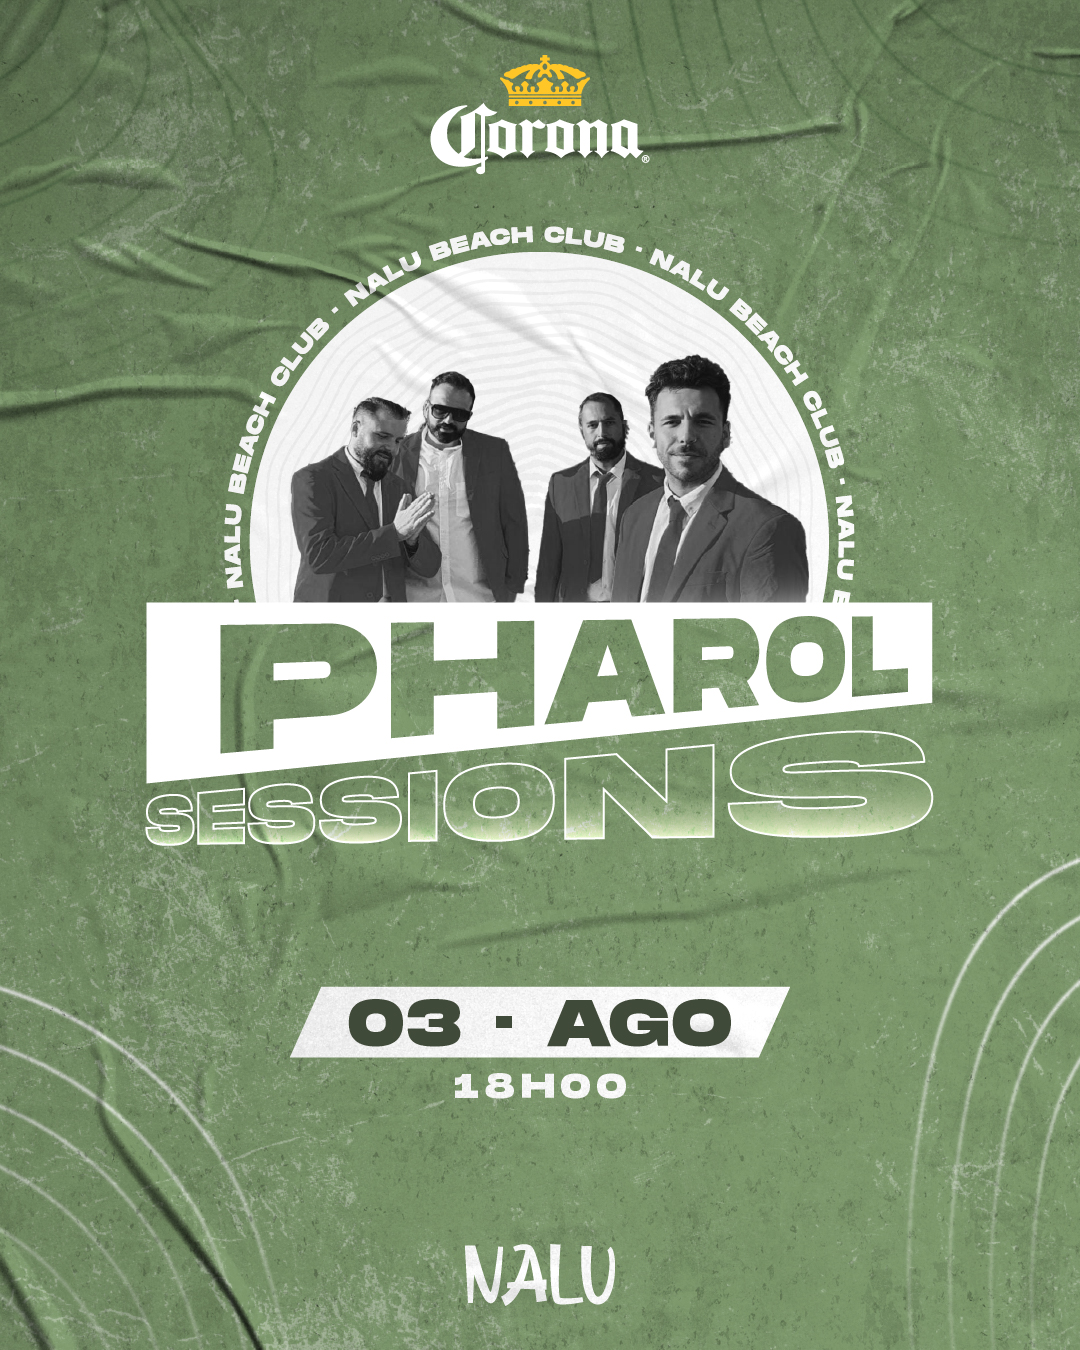 Corona®
· NALU BEACH CLUB · NALU BEACH CLUB · NALU BEACH CLUB · NALU B
PHAROL
SESSIONS
03 · AGO
18H00
NALU